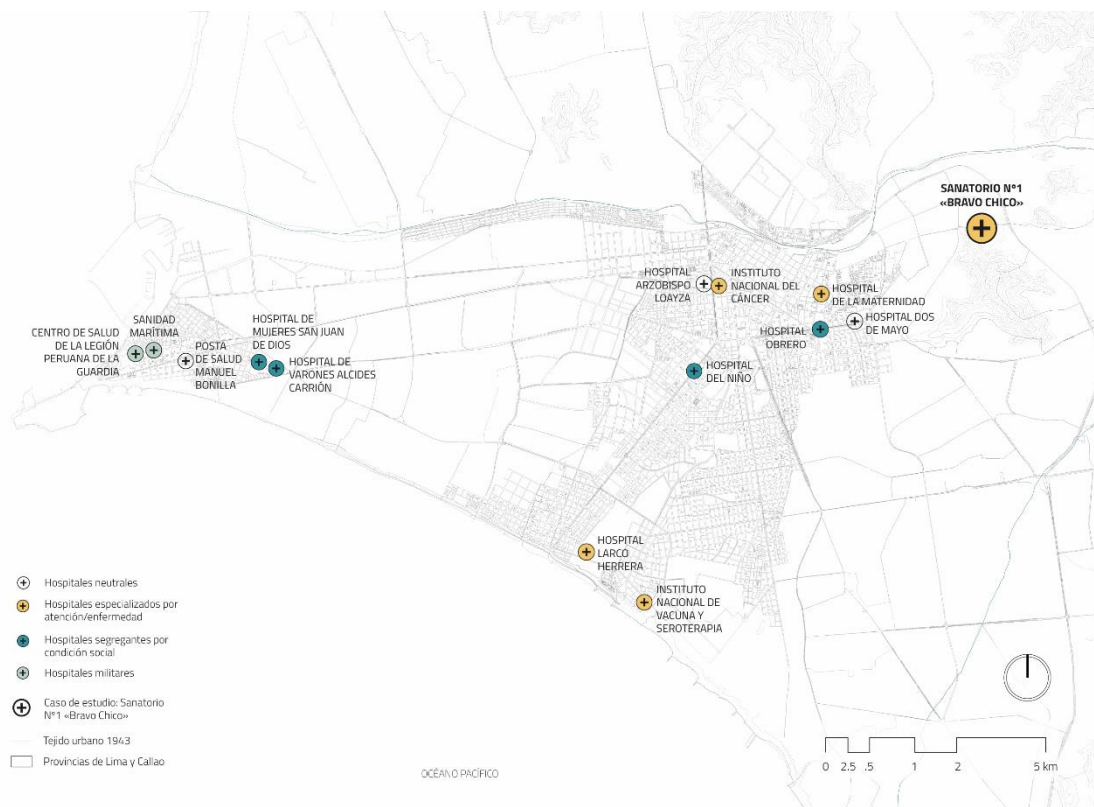 SANATORIO Nº1
«BRAVO CHICO»
HOSPITAL
ARZOBISPO
LOAYZA
INSTITUTO
NACIONAL DEL
CÁNCER
HOSPITAL
DE LA MATERNIDAD
HOSPITAL DOS
DE MAYO
HOSPITAL
OBRERO
HOSPITAL
DEL NIÑO
CENTRO DE SALUD
DE LA LEGIÓN
PERUANA DE LA
GUARDIA
SANIDAD
MARÍTIMA
POSTA
DE SALUD
MANUEL
BONILLA
HOSPITAL DE
MUJERES SAN JUAN
DE DIOS
HOSPITAL DE
VARONES ALCIDES
CARRIÓN
HOSPITAL
LARCO
HERRERA
INSTITUTO
NACIONAL DE
VACUNA Y
SEROTERAPIA
Hospitales neutrales
Hospitales especializados por
atención/enfermedad
Hospitales segregantes por
condición social
Hospitales militares
Caso de estudio: Sanatorio
Nº1 «Bravo Chico»
Tejido urbano 1943
Provincias de Lima y Callao
OCÉANO PACÍFICO
0 2.5 .5 1 2 5 km